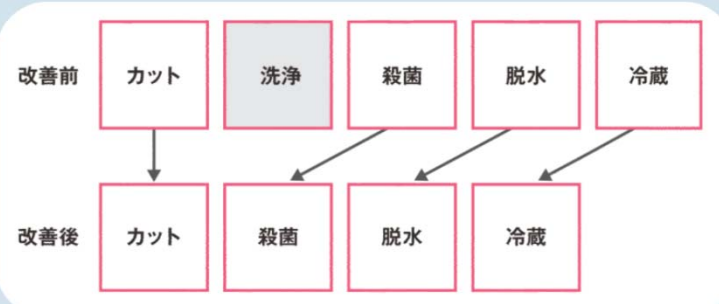 改善前 カット 洗浄 殺菌 脱水 冷蔵
改善後 カット 殺菌 脱水 冷蔵